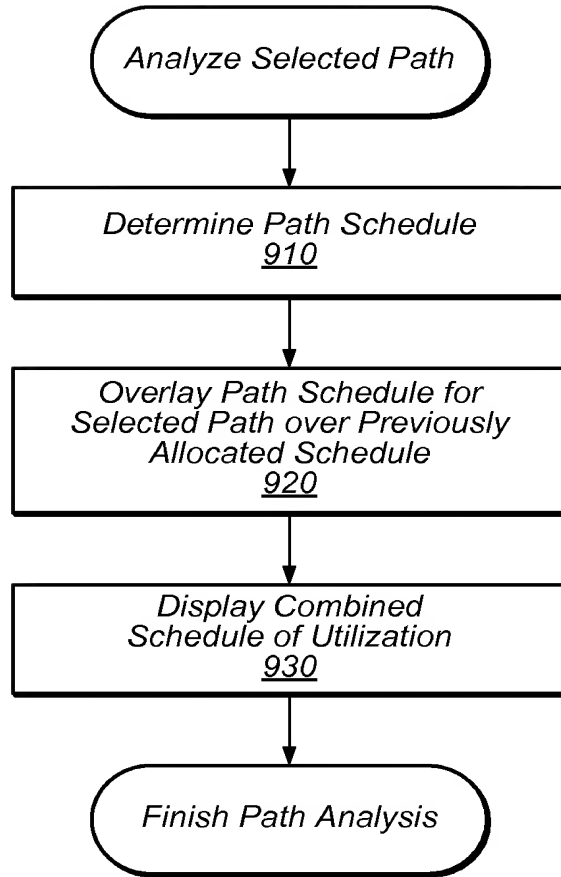 Analyze Selected Path
Determine Path Schedule
910
Overlay Path Schedule for
Selected Path over Previously
Allocated Schedule
920
Display Combined
Schedule of Utilization
930
Finish Path Analysis